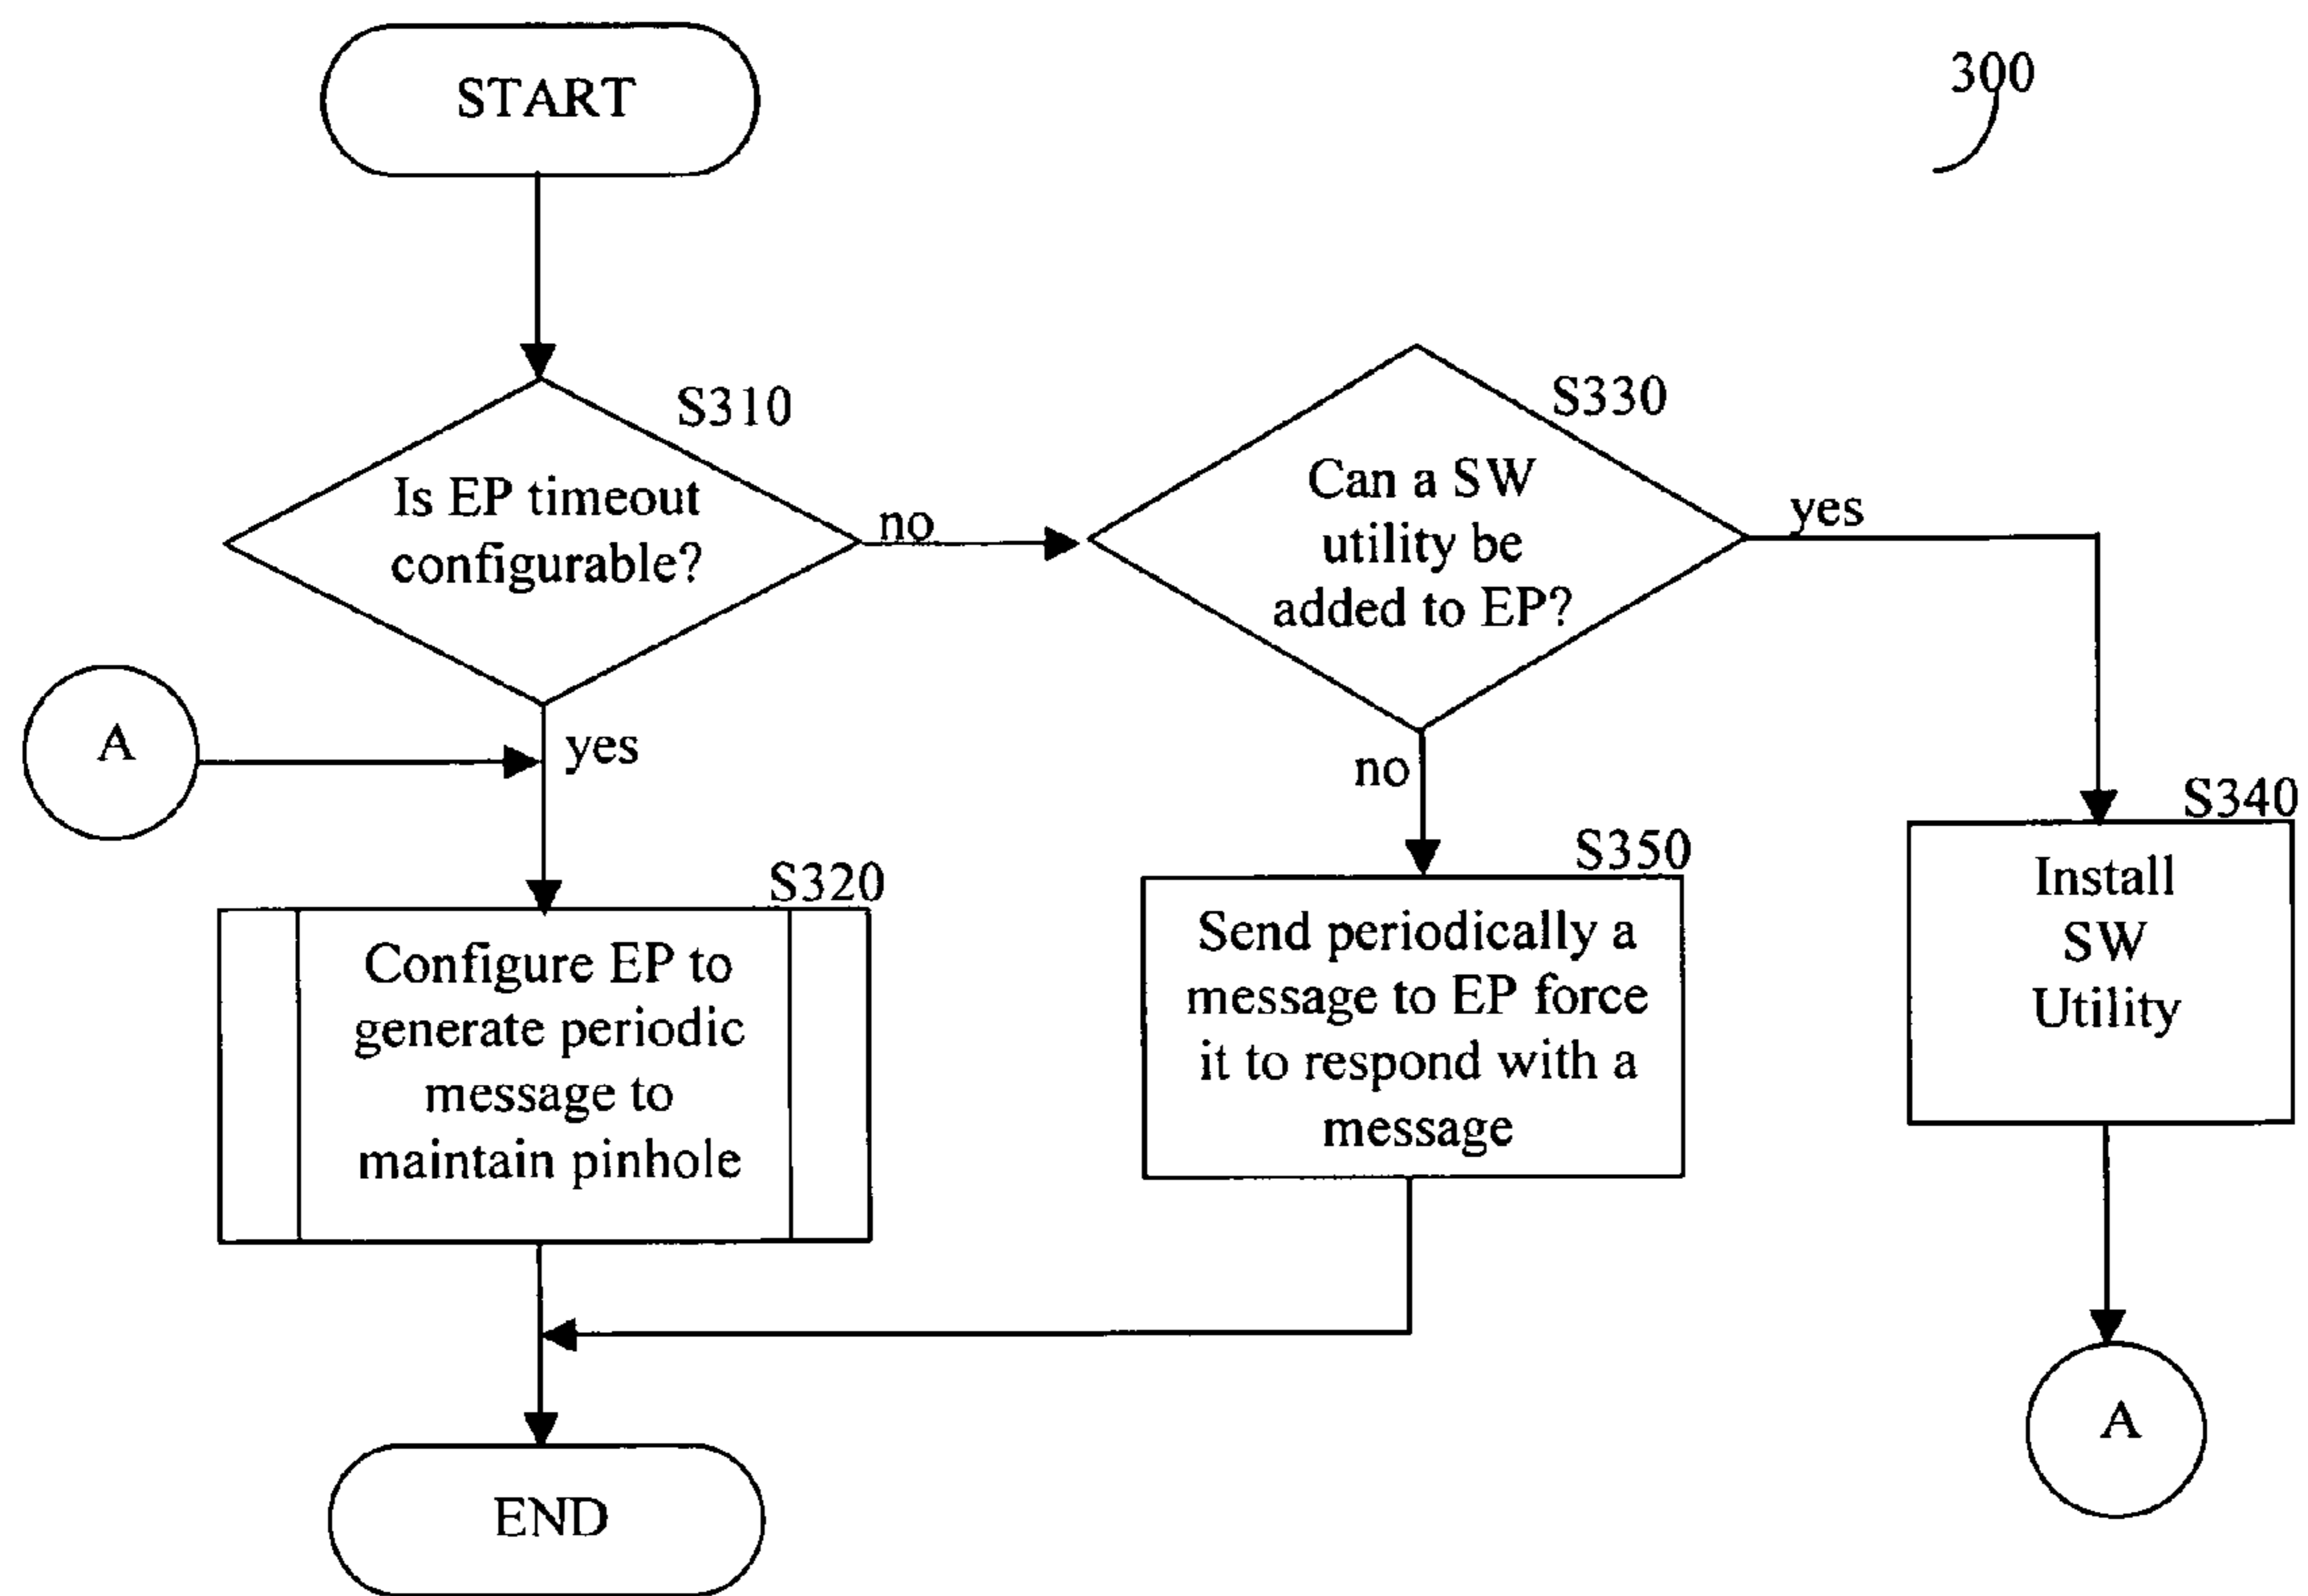 START
300
S310
Is EP timeout
configurable?
no
S330
Can a SW
utility be
added to EP?
yes
A
yes
no
S320
Configure EP to
generate periodic
message to
maintain pinhole
S350
Send periodically a
message to EP force
it to respond with a
message
S340
Install
SW
Utility
A
END